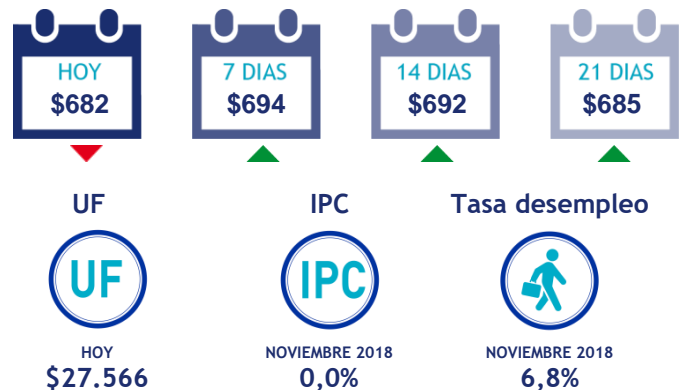 HOY
$682
7 DIAS
$694
14 DIAS
$692
21 DIAS
$685
UF
IPC
Tasa desempleo
UF
IPC
HOY
NOVIEMBRE 2018
NOVIEMBRE 2018
$27.566
0,0%
6,8%